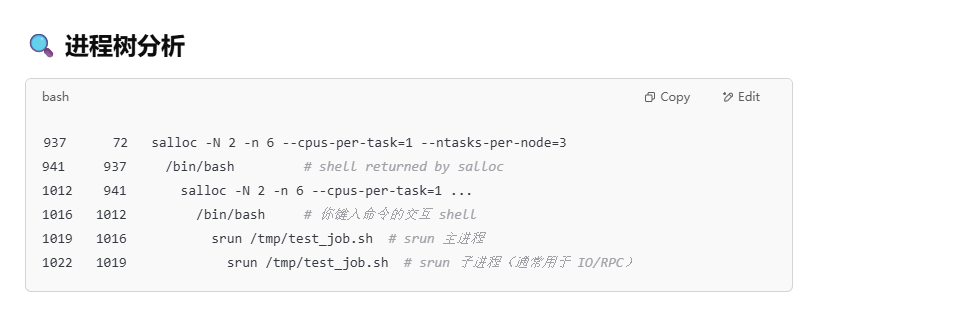 🔍 进程树分析
bash Copy Edit
937 72 salloc -N 2 -n 6 --cpus-per-task=1 --ntasks-per-node=3
941 937 /bin/bash # shell returned by salloc
1012 941 salloc -N 2 -n 6 --cpus-per-task=1 ...
1016 1012 /bin/bash # 你键入命令的交互 shell
1019 1016 srun /tmp/test_job.sh # srun 主进程
1022 1019 srun /tmp/test_job.sh # srun 子进程（通常用于 IO/RPC）